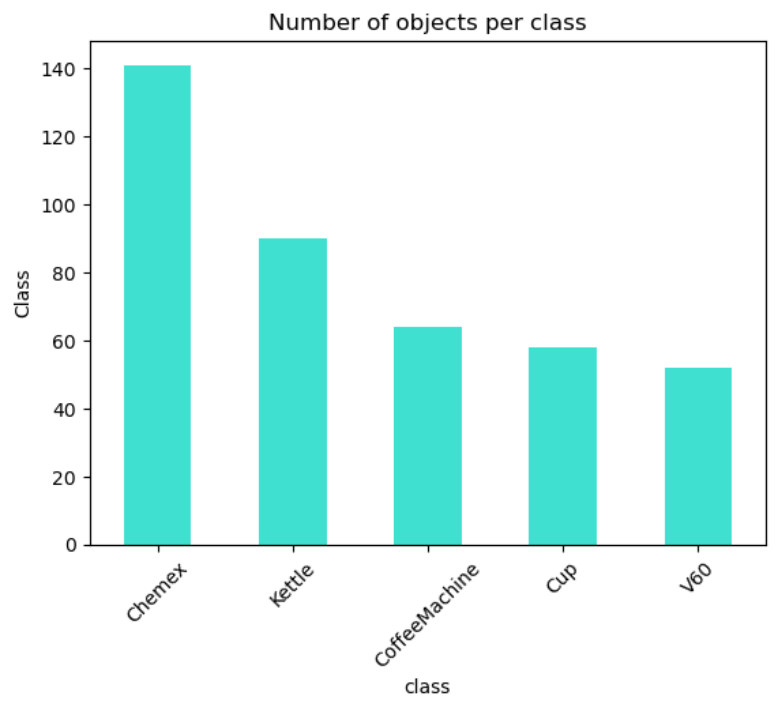 Number of objects per class
Class
140
120
100
80
60
40
20
0
Chemex
Kettle
CoffeeMachine
Cup
V60
class